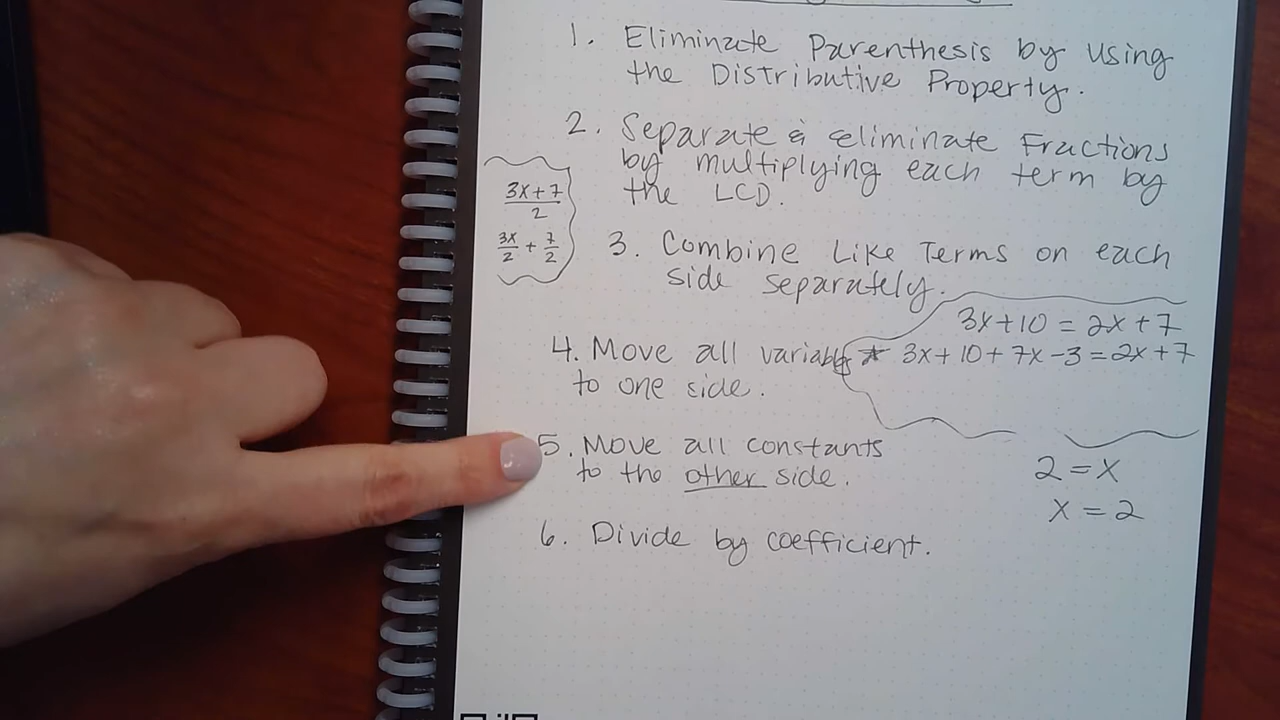 1. Eliminate Parenthesis by using
the Distributive Property.
2. Separate & eliminate Fractions
by multiplying each term by
the LCD.
3x+7
2
3x/2 + 7/2
3. Combine Like Terms on each
side separately.
3x+10 = 2x+7
4. Move all variables * 3x+10+7x-3=2x+7
to one side.
5. Move all constants
to the other side.
2=x
x=2
6. Divide by coefficient.